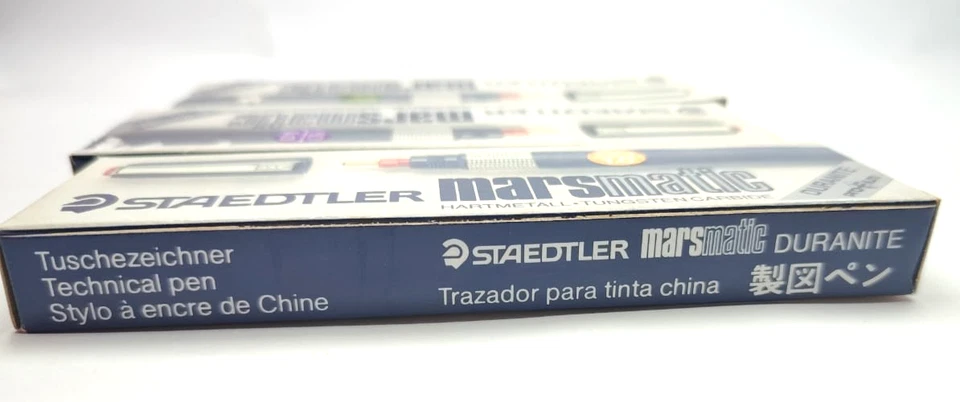 STAEDTLER marsmatic
HARTMETALL·TUNGSTEN CARBIDE
DURANITE
Tuschezeichner
Technical pen
Stylo à encre de Chine
STAEDTLER marsmatic DURANITE
Trazador para tinta china 製図ペン